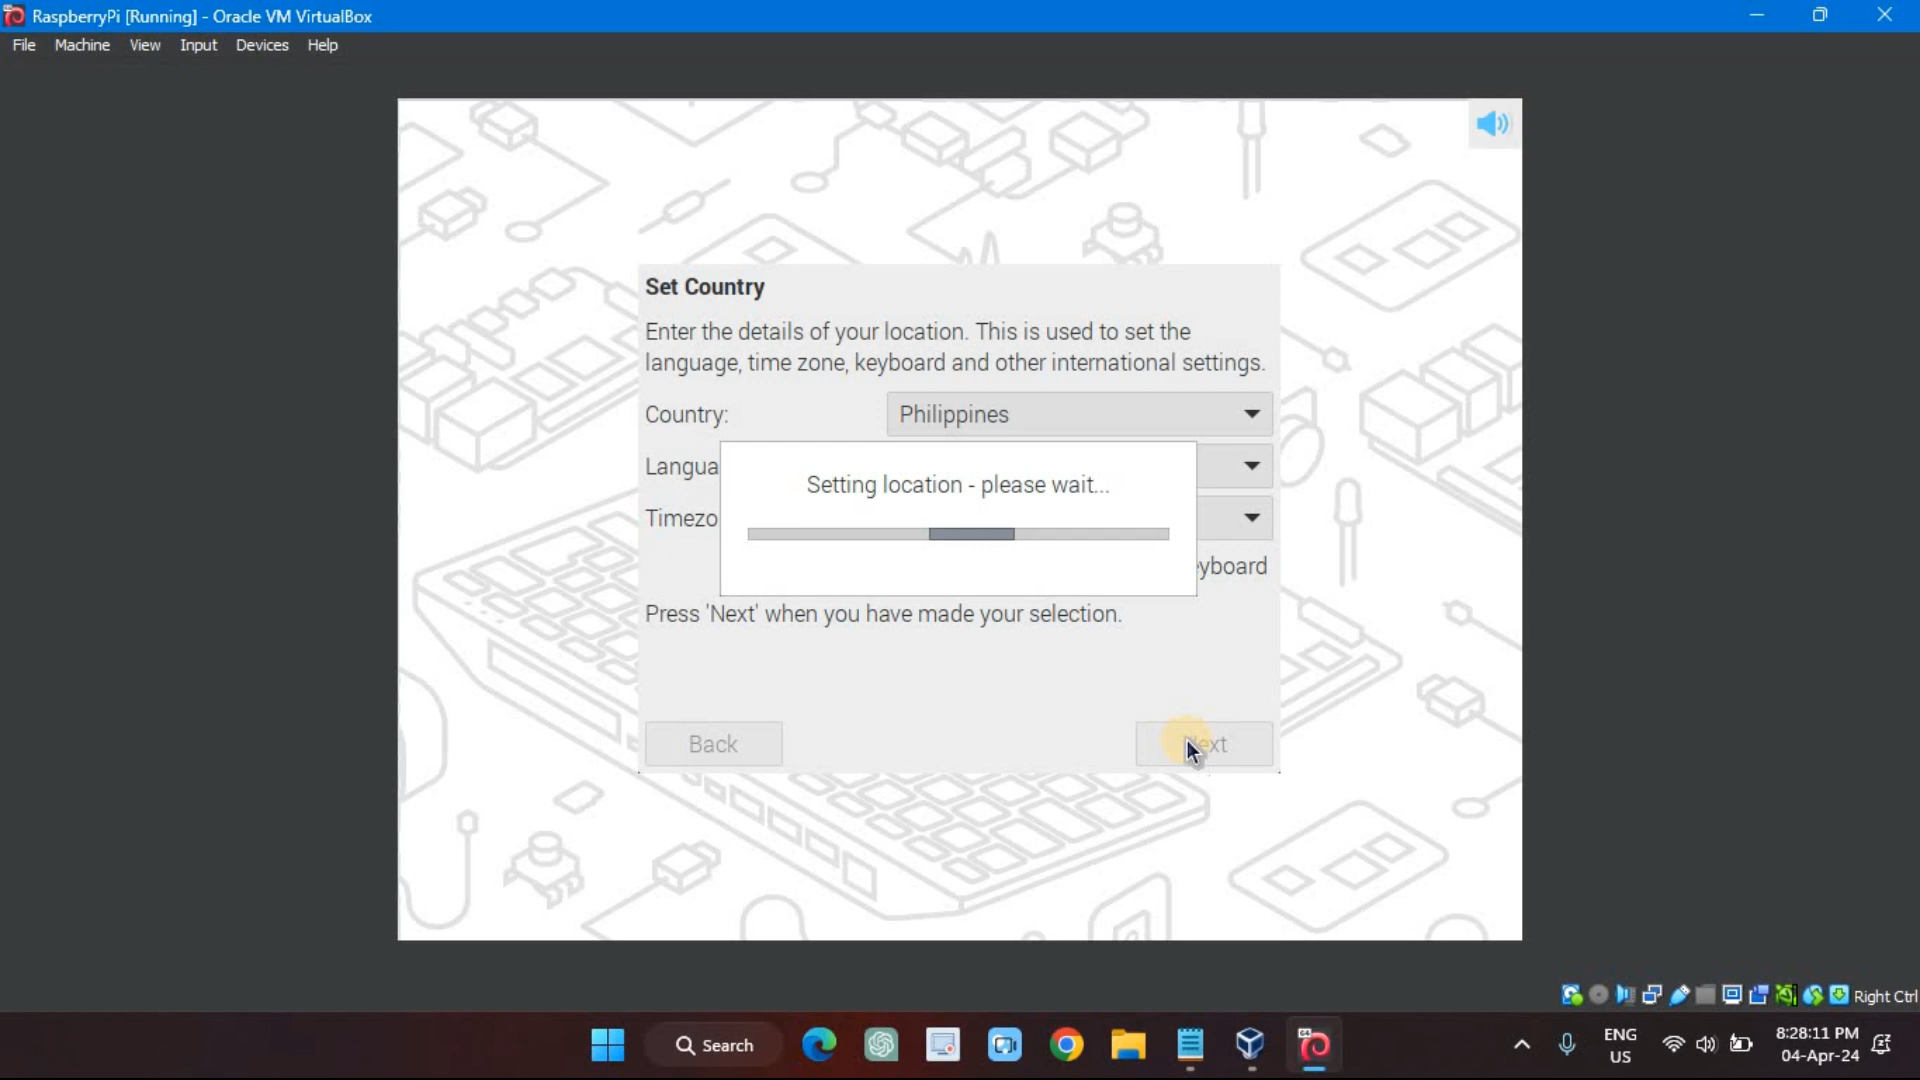 RaspberryPi [Running] - Oracle VM VirtualBox
File Machine View Input Devices Help
Set Country
Enter the details of your location. This is used to set the
language, time zone, keyboard and other international settings.
Country: Philippines
Langua
Setting location - please wait...
Timezo
yboard
Press 'Next' when you have made your selection.
Back Next
Right Ctrl
Search
ENG
US
8:28:11 PM
04-Apr-24